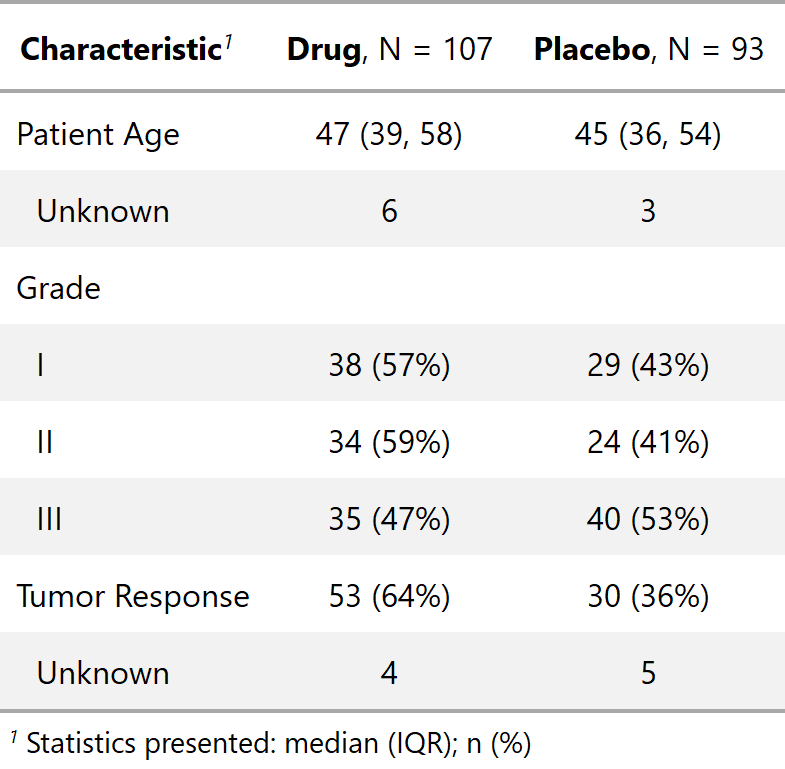 Characteristic¹ Drug, N = 107 Placebo, N = 93
Patient Age 47 (39, 58) 45 (36, 54)
Unknown 6 3
Grade
I 38 (57%) 29 (43%)
II 34 (59%) 24 (41%)
III 35 (47%) 40 (53%)
Tumor Response 53 (64%) 30 (36%)
Unknown 4 5
¹ Statistics presented: median (IQR); n (%)